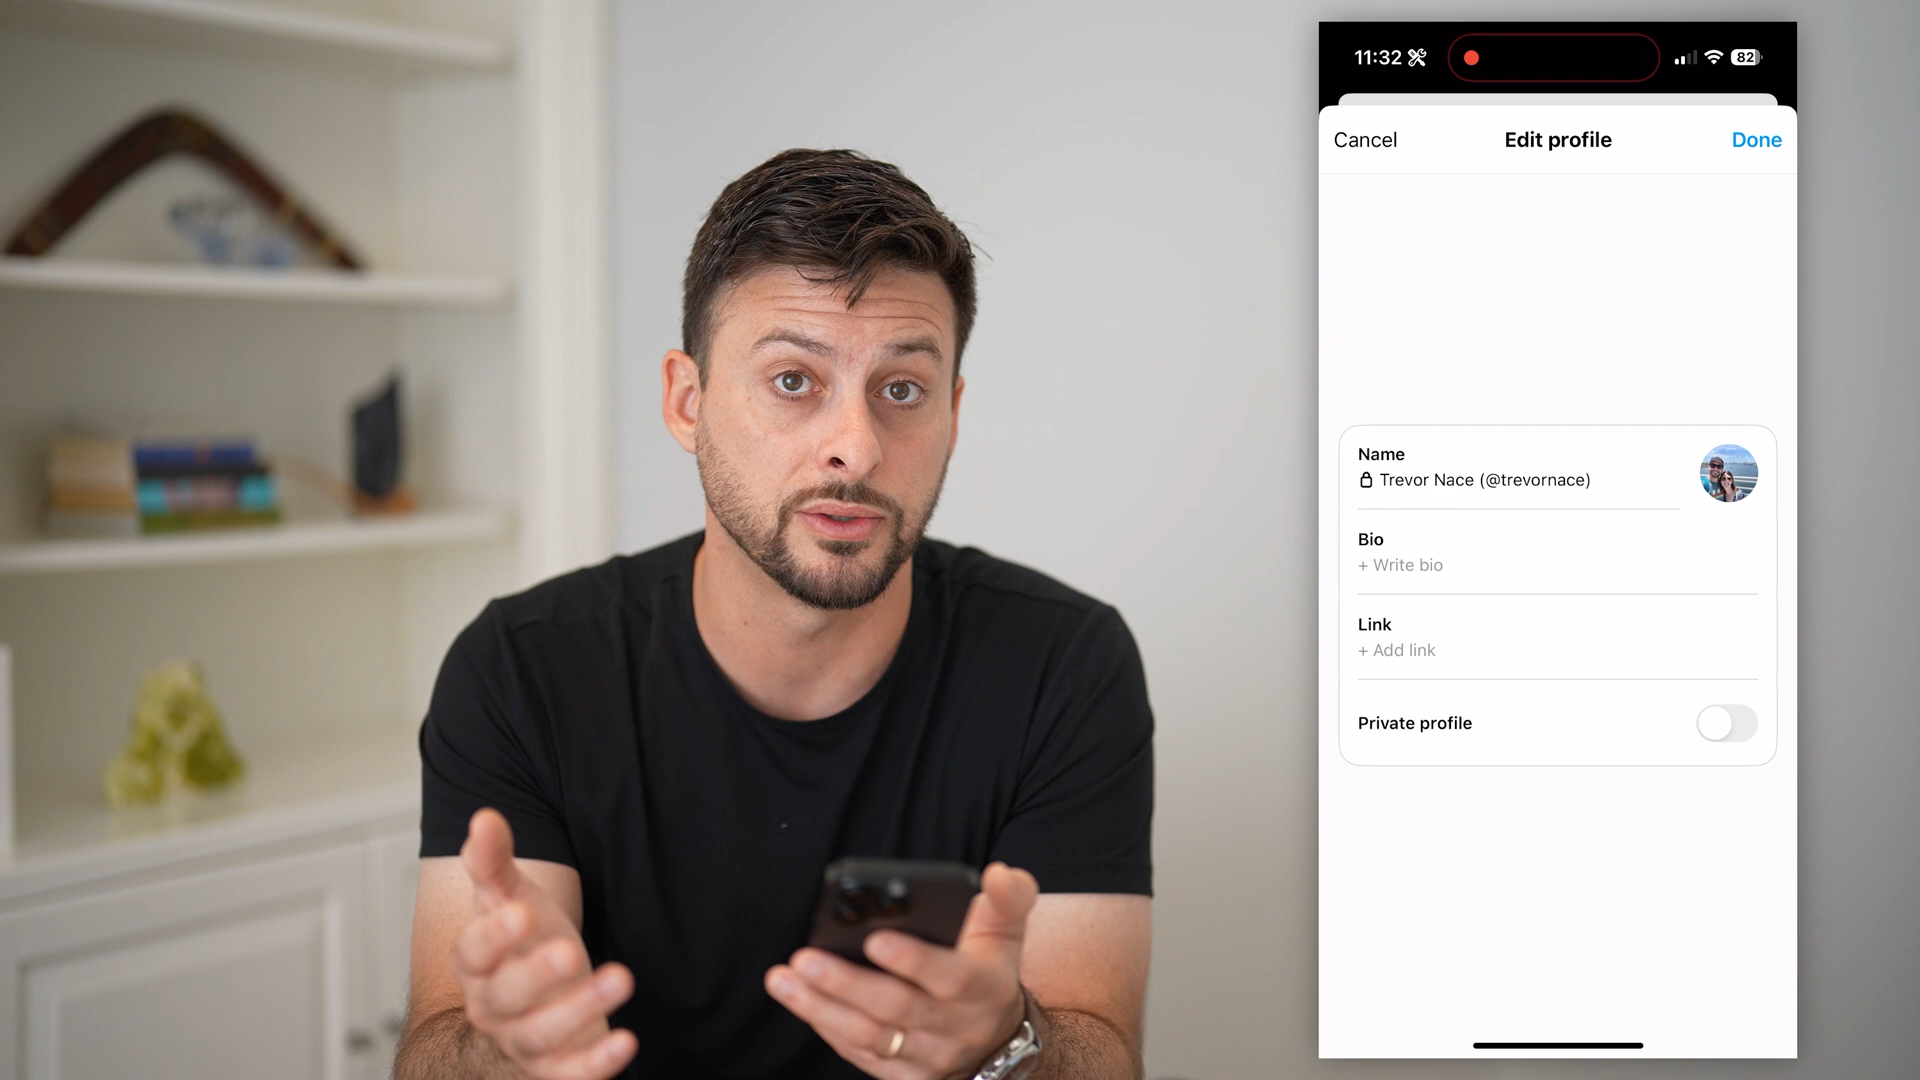 11:32
82
Cancel
Edit profile
Done
Name
Trevor Nace (@trevornace)
Bio
+ Write bio
Link
+ Add link
Private profile